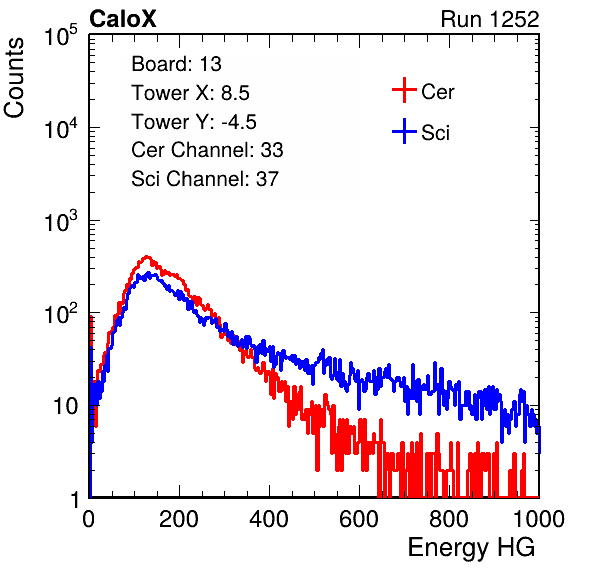 CaloX Run 1252
Counts
10^5
10^4
10^3
10^2
10
1
Board: 13
Tower X: 8.5
Tower Y: -4.5
Cer Channel: 33
Sci Channel: 37
Cer
Sci
0 200 400 600 800 1000
Energy HG